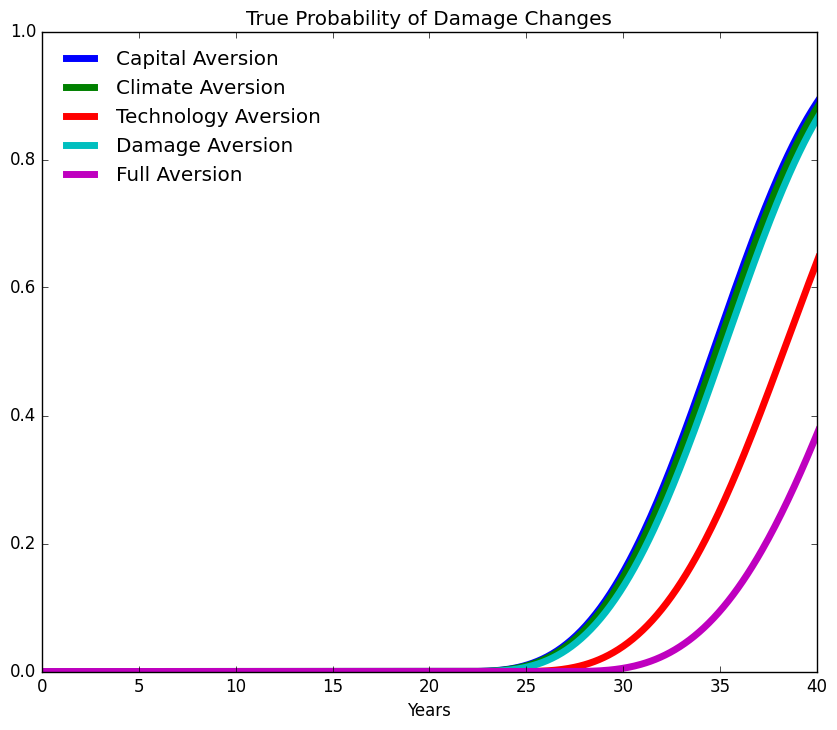 True Probability of Damage Changes
1.0
Capital Aversion
Climate Aversion
Technology Aversion
Damage Aversion
Full Aversion
0.8
0.6
0.4
0.2
0.0
0 5 10 15 20 25 30 35 40
Years